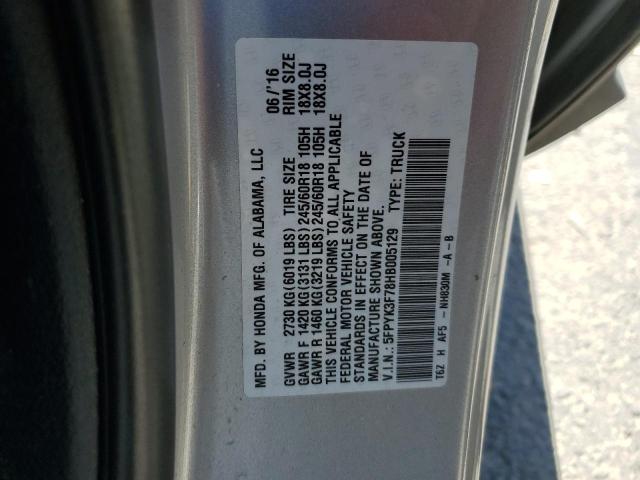 MFD. BY HONDA MFG. OF ALABAMA, LLC 06/'16
GVWR 2730 KG(6019 LBS) TIRE SIZE RIM SIZE
GAWR F 1420 KG(3131 LBS) 245/60R18 105H 18X8.0J
GAWR R 1460 KG(3219 LBS) 245/60R18 105H 18X8.0J
THIS VEHICLE CONFORMS TO ALL APPLICABLE
FEDERAL MOTOR VEHICLE SAFETY
STANDARDS IN EFFECT ON THE DATE OF
MANUFACTURE SHOWN ABOVE.
V.I.N.: 5FPYK3F78HB005129 TYPE: TRUCK
T6Z H AF5 - NH830M -A -B